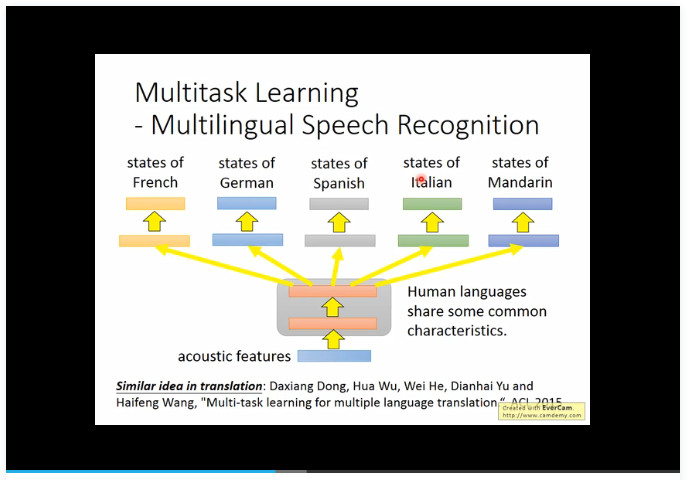 Multitask Learning
- Multilingual Speech Recognition
states of
French
states of
German
states of
Spanish
states of
Italian
states of
Mandarin
Human languages
share some common
characteristics.
acoustic features
Similar idea in translation: Daxiang Dong, Hua Wu, Wei He, Dianhai Yu and
Haifeng Wang, "Multi-task learning for multiple language translation." ACL 2015
Created with EverCam.
http://www.camdemy.com